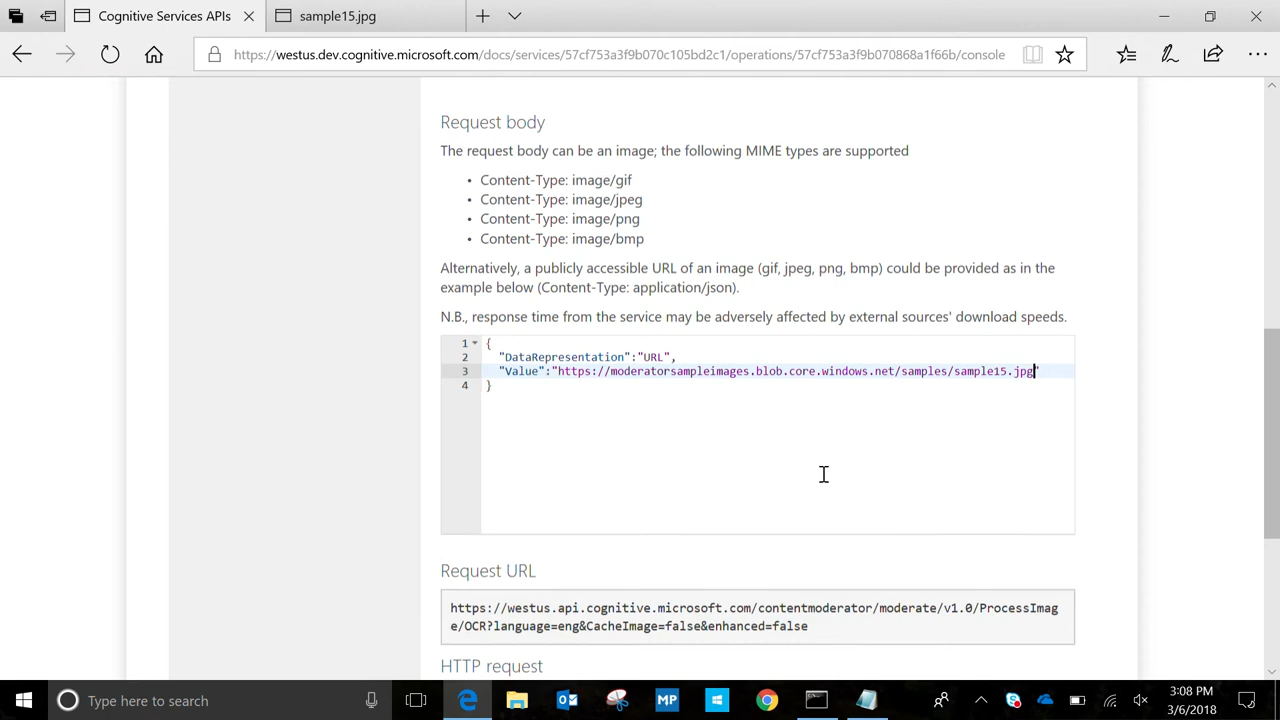 Cognitive Services APIs
sample15.jpg
https://westus.dev.cognitive.microsoft.com/docs/services/57cf753a3f9b070c105bd2c1/operations/57cf753a3f9b070868a1f66b/console
Request body
The request body can be an image; the following MIME types are supported
• Content-Type: image/gif
• Content-Type: image/jpeg
• Content-Type: image/png
• Content-Type: image/bmp
Alternatively, a publicly accessible URL of an image (gif, jpeg, png, bmp) could be provided as in the
example below (Content-Type: application/json).
N.B., response time from the service may be adversely affected by external sources' download speeds.
1 {
2 "DataRepresentation":"URL",
3 "Value":"https://moderatorsampleimages.blob.core.windows.net/samples/sample15.jpg"
4 }
Request URL
https://westus.api.cognitive.microsoft.com/contentmoderator/moderate/v1.0/ProcessImag
e/OCR?language=eng&CacheImage=false&enhanced=false
HTTP request
Type here to search
MP
3:08 PM
3/6/2018